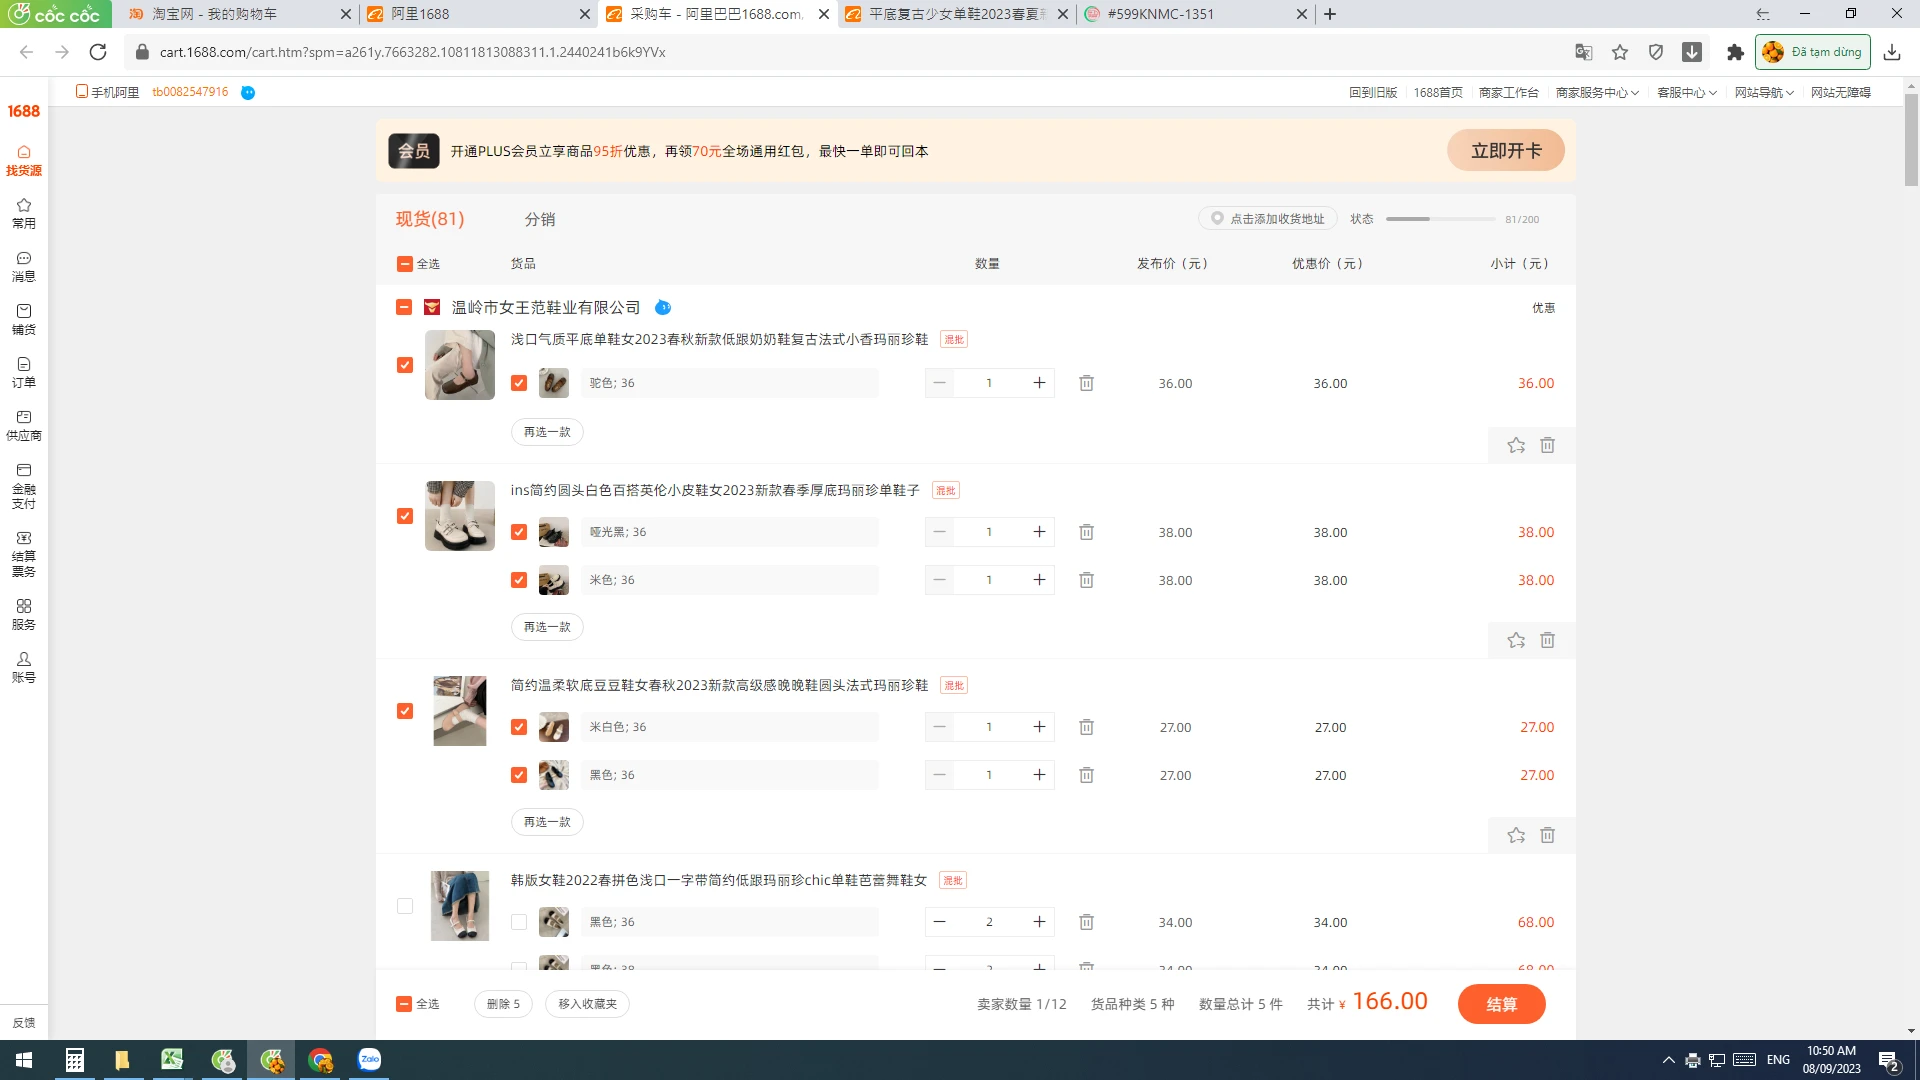 cốc cốc
淘宝网 - 我的购物车
阿里1688
采购车 - 阿里巴巴1688.com
平底复古少女单鞋2023春夏
#599KNMC-1351
cart.1688.com/cart.htm?spm=a261y.7663282.10811813088311.1.2440241b6k9YVx
Đã tạm dừng
手机阿里
tb0082547916
回到旧版
1688首页
商家工作台
商家服务中心
客服中心
网站导航
网站无障碍
1688
找货源
常用
消息
铺货
订单
供应商
金融
支付
结算
票务
服务
账号
反馈
会员
开通PLUS会员立享商品95折优惠，再领70元全场通用红包，最快一单即可回本
立即开卡
现货(81)
分销
点击添加收货地址
状态
81/200
全选
货品
数量
发布价（元）
优惠价（元）
小计（元）
温岭市女王范鞋业有限公司
优惠
浅口气质平底单鞋女2023春秋新款低跟奶奶鞋复古法式小香玛丽珍鞋 混批
驼色; 36 1 36.00 36.00 36.00
再选一款
ins简约圆头白色百搭英伦小皮鞋女2023新款春季厚底玛丽珍单鞋子 混批
哑光黑; 36 1 38.00 38.00 38.00
米色; 36 1 38.00 38.00 38.00
再选一款
简约温柔软底豆豆鞋女春秋2023新款高级感晚晚鞋圆头法式玛丽珍鞋 混批
米白色; 36 1 27.00 27.00 27.00
黑色; 36 1 27.00 27.00 27.00
再选一款
韩版女鞋2022春拼色浅口一字带简约低跟玛丽珍chic单鞋芭蕾舞鞋女 混批
黑色; 36 2 34.00 34.00 68.00
黑色; 38 2 34.00 34.00 68.00
全选
删除 5
移入收藏夹
卖家数量 1/12
货品种类 5 种
数量总计 5 件
共计 ¥ 166.00
结算
Zalo
ENG
10:50 AM
08/09/2023
2